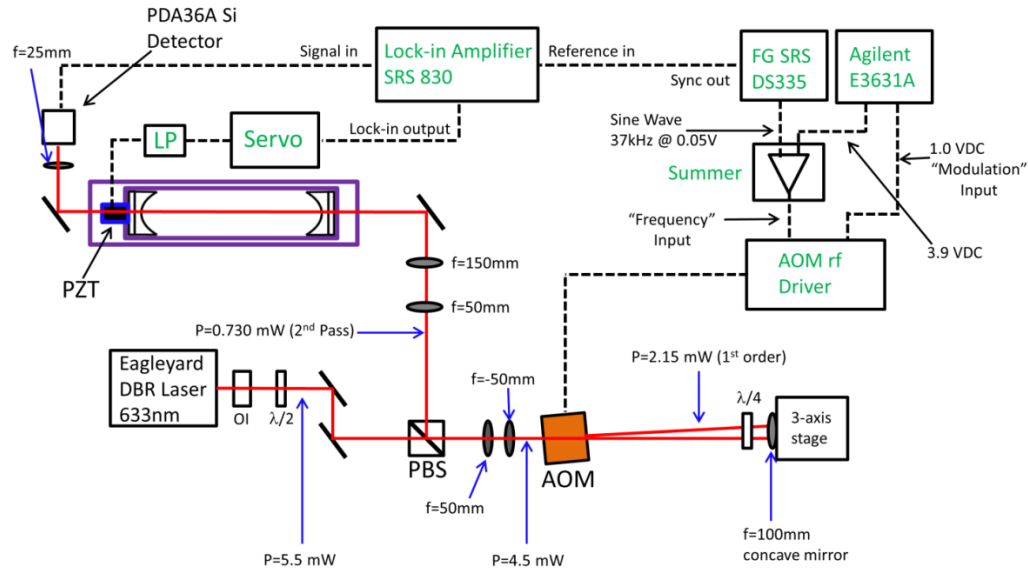 PDA36A Si
Detector
f=25mm
Signal in
Lock-in Amplifier
SRS 830
Reference in
Sync out
FG SRS
DS335
Agilent
E3631A
LP
Servo
Lock-in output
Sine Wave
37kHz @ 0.05V
Summer
1.0 VDC
“Modulation”
Input
“Frequency”
Input
3.9 VDC
AOM rf
Driver
PZT
f=150mm
f=50mm
P=0.730 mW (2nd Pass)
P=2.15 mW (1st order)
Eagleyard
DBR Laser
633nm
OI
λ/2
f=-50mm
λ/4
3-axis
stage
PBS
AOM
f=50mm
P=5.5 mW
P=4.5 mW
f=100mm
concave mirror